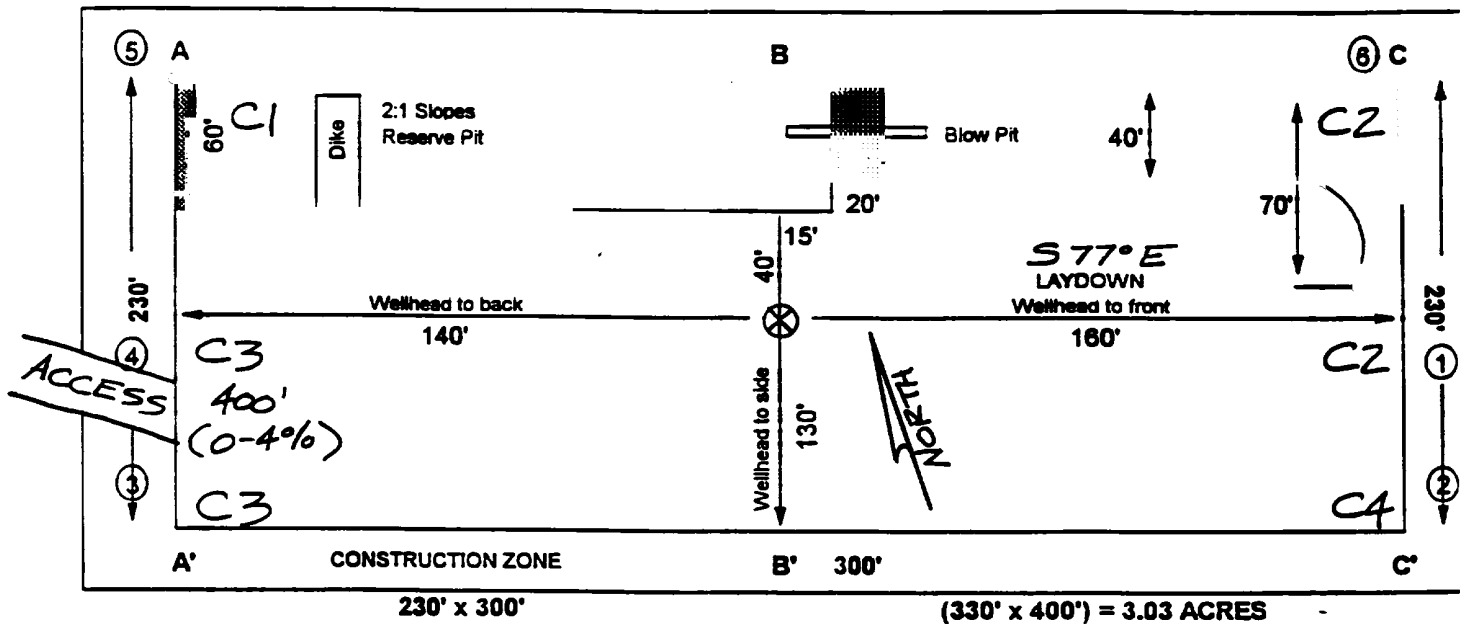 5 A B 6 C
C1 2:1 Slopes C2
60' Dike Reserve Pit Blow Pit 40'
20' 70'
15'
40' S 77° E
LAYDOWN
230' Wellhead to back Wellhead to front 230'
140' 160'
4 C3 C2 1
ACCESS 400' NORTH
(0-4%) Wellhead to side 130'
3 C3 C4 2
A' CONSTRUCTION ZONE B' 300' C'
230' x 300' (330' x 400') = 3.03 ACRES